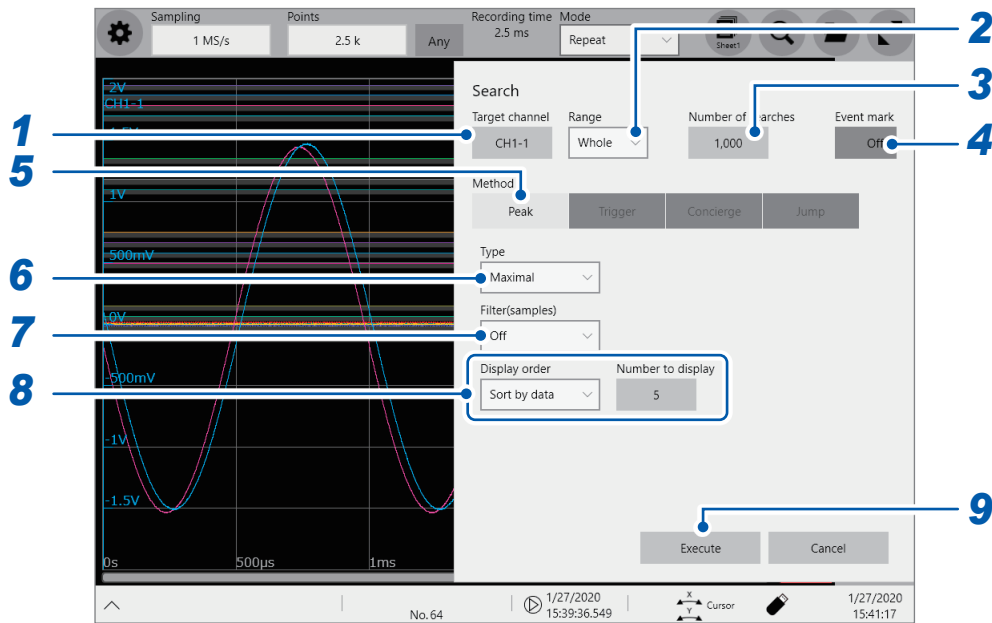 Sampling Points Recording time Mode
1 MS/s 2.5 k Any 2.5 ms Repeat Sheet1
2
3
1
4
5
6
7
8
9
2V
CH1-1
1V
500mV
0V
-500mV
-1V
-1.5V
0s 500µs 1ms
Search
Target channel Range Number of Event mark
CH1-1 Whole 1,000 Off
Method
Peak Trigger Concierge Jump
Type
Maximal
Filter(samples)
Off
Display order Number to display
Sort by data 5
Execute Cancel
No. 64
1/27/2020
15:39:36.549
X
Y
Cursor
1/27/2020
15:41:17